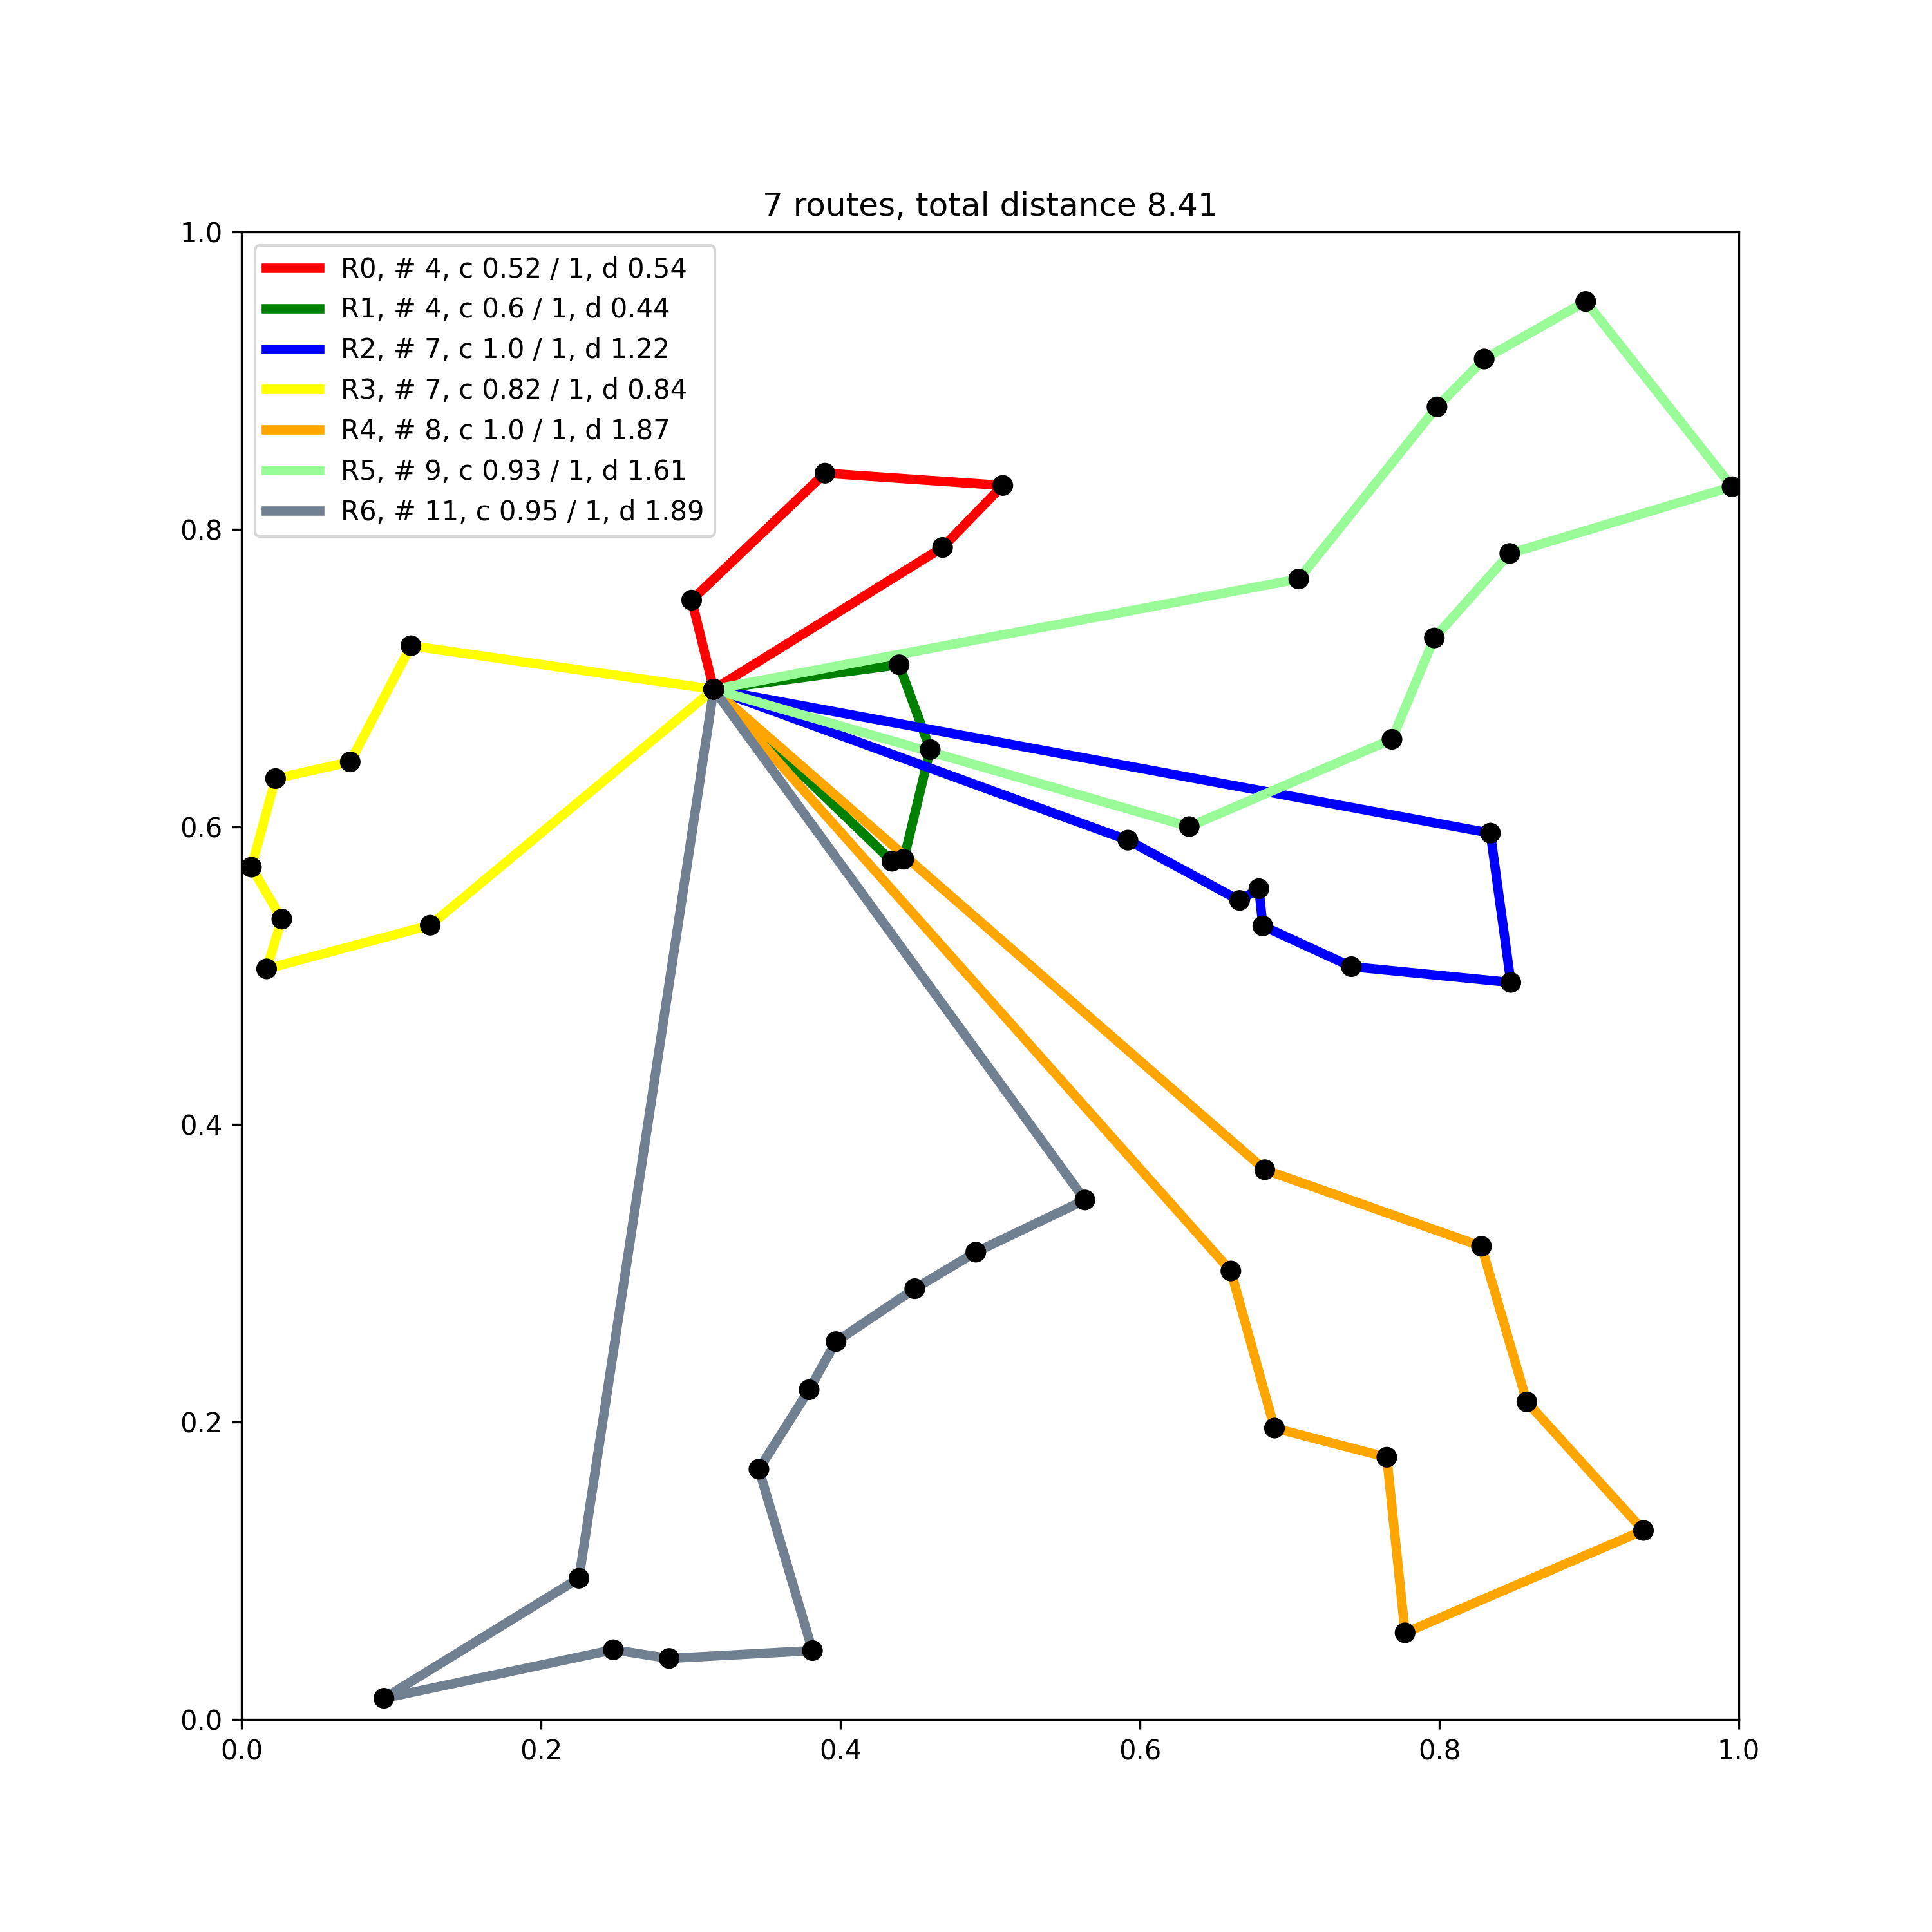 7 routes, total distance 8.41
1.0
R0, # 4, c 0.52 / 1, d 0.54
R1, # 4, c 0.6 / 1, d 0.44
R2, # 7, c 1.0 / 1, d 1.22
R3, # 7, c 0.82 / 1, d 0.84
R4, # 8, c 1.0 / 1, d 1.87
R5, # 9, c 0.93 / 1, d 1.61
R6, # 11, c 0.95 / 1, d 1.89
0.8
0.6
0.4
0.2
0.0
0.0 0.2 0.4 0.6 0.8 1.0